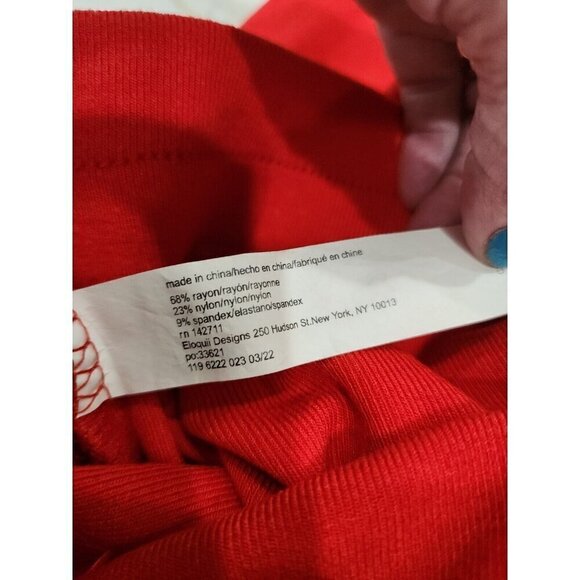 made in china/hecho en china/fabriqué en chine
68% rayon/rayón/rayonne
23% nylon/nylon/nylon
9% spandex/elastano/spandex
rn 142711
Eloquii Designs 250 Hudson St.New York, NY 10013
po:33621
119 6222 023 03/22